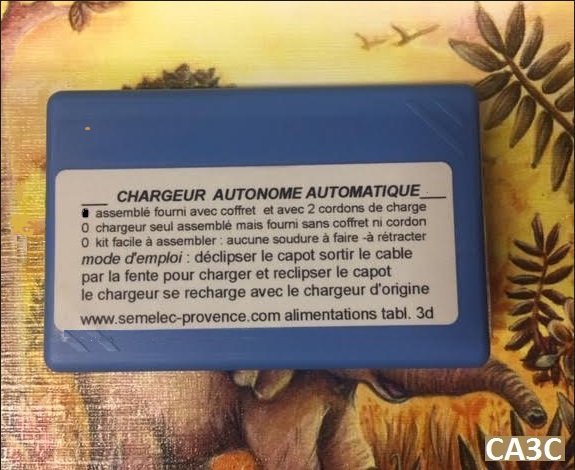 CHARGEUR AUTONOME AUTOMATIQUE
assemblé fourni avec coffret et avec 2 cordons de charge
0 chargeur seul assemblé mais fourni sans coffret ni cordon
0 kit facile à assembler : aucune soudure à faire -à rétracter
mode d'emploi : déclipser le capot sortir le cable
par la fente pour charger et reclipser le capot
le chargeur se recharge avec le chargeur d'origine
www.semelec-provence.com alimentations tabl. 3d
CA3C